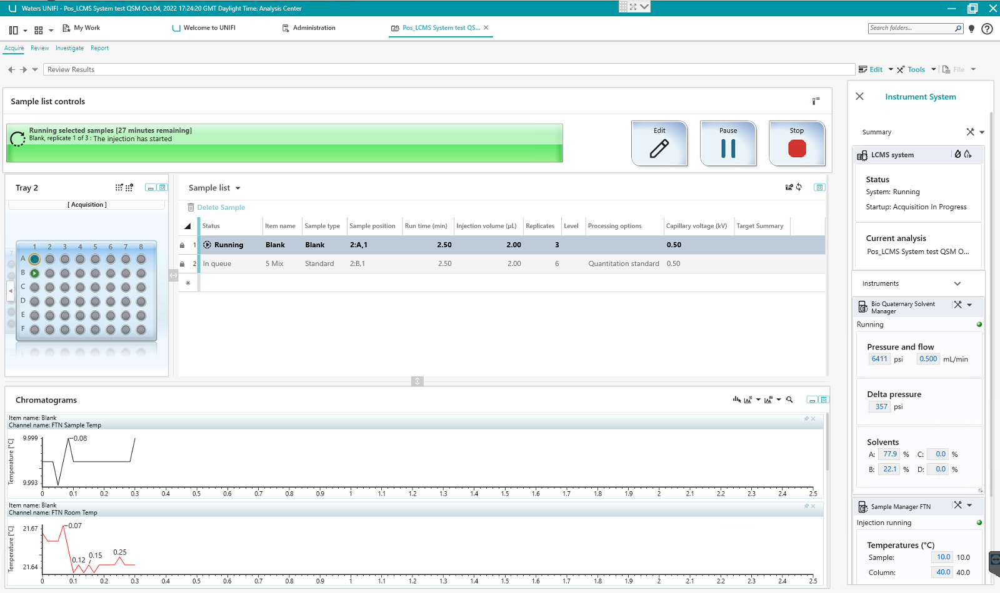 Waters UNIFI - Pos_LCMS System test QSM Oct 04, 2022 17:24:20 GMT Daylight Time: Analysis Center
My Work
Welcome to UNIFI
Administration
Pos_LCMS System test QS...
Search folders...
Acquire Review Investigate Report
Review Results
Edit
Tools
File
Sample list controls
Running selected samples [27 minutes remaining]
Blank, replicate 1 of 3 : The injection has started
Edit
Pause
Stop
Tray 2
[ Acquisition ]
1 2 3 4 5 6 7 8
A
B
C
D
E
F
7
Sample list
Delete Sample
Status Item name Sample type Sample position Run time (min) Injection volume (µL) Replicates Level Processing options Capillary voltage (kV) Target Summary
1 Running Blank Blank 2:A,1 2.50 2.00 3 0.50
2 In queue 5 Mix Standard 2:B,1 2.50 2.00 6 Quantitation standard 0.50
*
Chromatograms
Item name: Blank
Channel name: FTN Sample Temp
Temperature [°C]
9.999
9.993
0.08
0 0.1 0.2 0.3 0.4 0.5 0.6 0.7 0.8 0.9 1 1.1 1.2 1.3 1.4 1.5 1.6 1.7 1.8 1.9 2 2.1 2.2 2.3 2.4 2.5
Item name: Blank
Channel name: FTN Room Temp
Temperature [°C]
21.67
21.64
0.07
0.12
0.15
0.25
0 0.1 0.2 0.3 0.4 0.5 0.6 0.7 0.8 0.9 1 1.1 1.2 1.3 1.4 1.5 1.6 1.7 1.8 1.9 2 2.1 2.2 2.3 2.4 2.5
Instrument System
Summary
LCMS system
Status
System: Running
Startup: Acquisition In Progress
Current analysis
Pos_LCMS System test QSM O...
Instruments
Bio Quaternary Solvent
Manager
Running
Pressure and flow
6411 psi 0.500 mL/min
Delta pressure
357 psi
Solvents
A: 77.9 % C: 0.0 %
B: 22.1 % D: 0.0 %
Sample Manager FTN
Injection running
Temperatures (°C)
Sample: 10.0 10.0
Column: 40.0 40.0